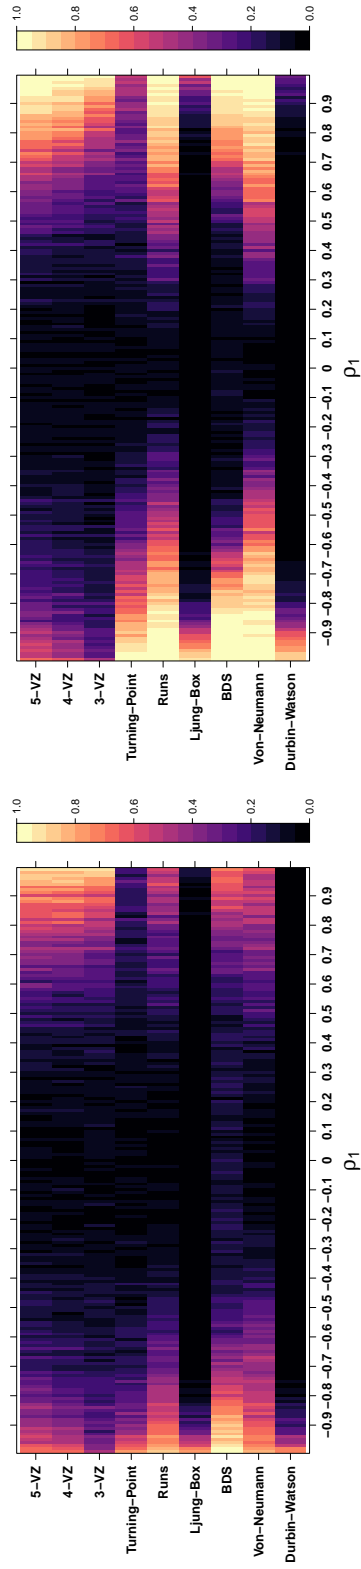 5−VZ
4−VZ
3−VZ
Turning−Point
Runs
Ljung−Box
BDS
Von−Neumann
Durbin−Watson
−0.9 −0.8 −0.7 −0.6 −0.5 −0.4 −0.3 −0.2 −0.1 0 0.1 0.2 0.3 0.4 0.5 0.6 0.7 0.8 0.9
ρ1
1.0
0.8
0.6
0.4
0.2
0.0
5−VZ
4−VZ
3−VZ
Turning−Point
Runs
Ljung−Box
BDS
Von−Neumann
Durbin−Watson
−0.9 −0.8 −0.7 −0.6 −0.5 −0.4 −0.3 −0.2 −0.1 0 0.1 0.2 0.3 0.4 0.5 0.6 0.7 0.8 0.9
ρ1
1.0
0.8
0.6
0.4
0.2
0.0